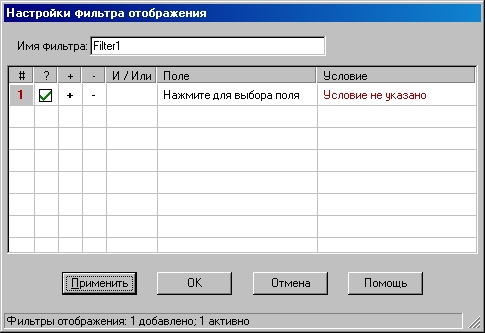 Настройки фильтра отображения
Имя фильтра: Filter1
# ? + - И / Или Поле Условие
1 + - Нажмите для выбора поля Условие не указано
Применить OK Отмена Помощь
Фильтры отображения: 1 добавлено; 1 активно